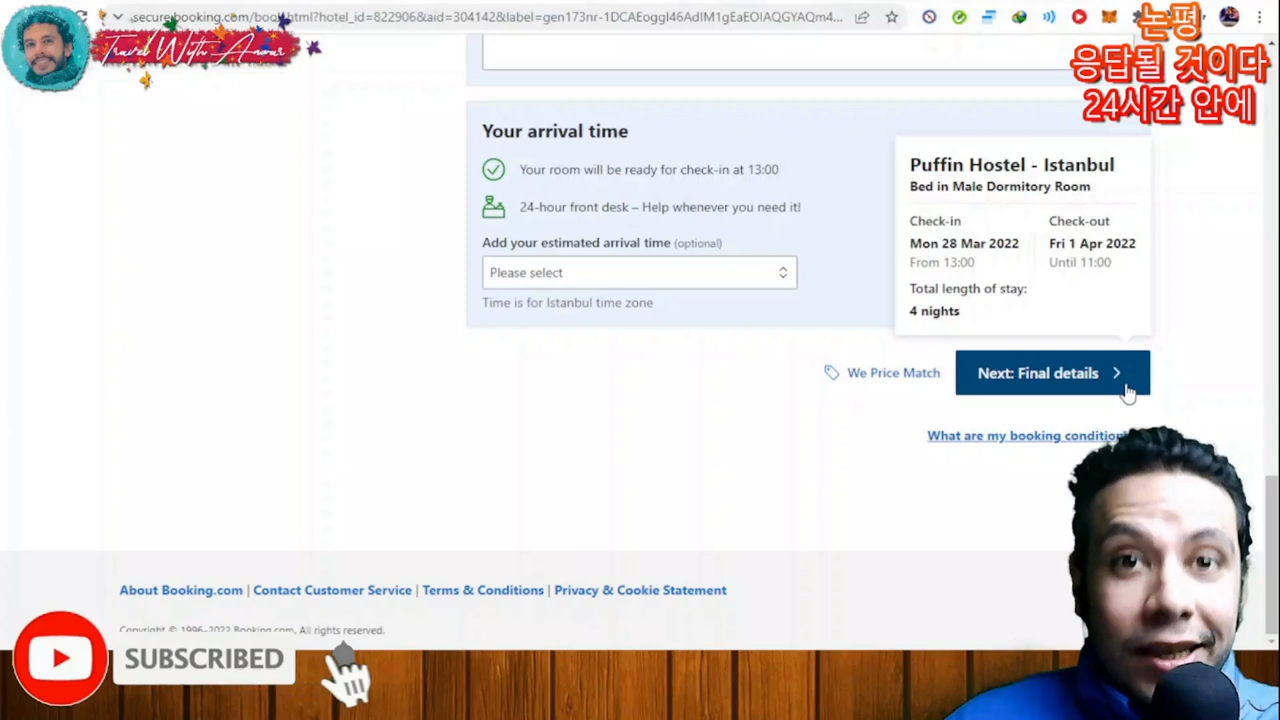 secure.booking.com/book.html?hotel_id=822906&aid=304142&label=gen173nr-1DCAEoggI46AdIM1gEaEOIAQGYAQm4...
Travel With Anwar
논평
응답될 것이다
24시간 안에
Your arrival time
Your room will be ready for check-in at 13:00
24-hour front desk – Help whenever you need it!
Add your estimated arrival time (optional)
Please select
Time is for Istanbul time zone
Puffin Hostel - Istanbul
Bed in Male Dormitory Room
Check-in
Check-out
Mon 28 Mar 2022
Fri 1 Apr 2022
From 13:00
Until 11:00
Total length of stay:
4 nights
We Price Match
Next: Final details
What are my booking condition
About Booking.com | Contact Customer Service | Terms & Conditions | Privacy & Cookie Statement
Copyright © 1996–2022 Booking.com. All rights reserved.
SUBSCRIBED